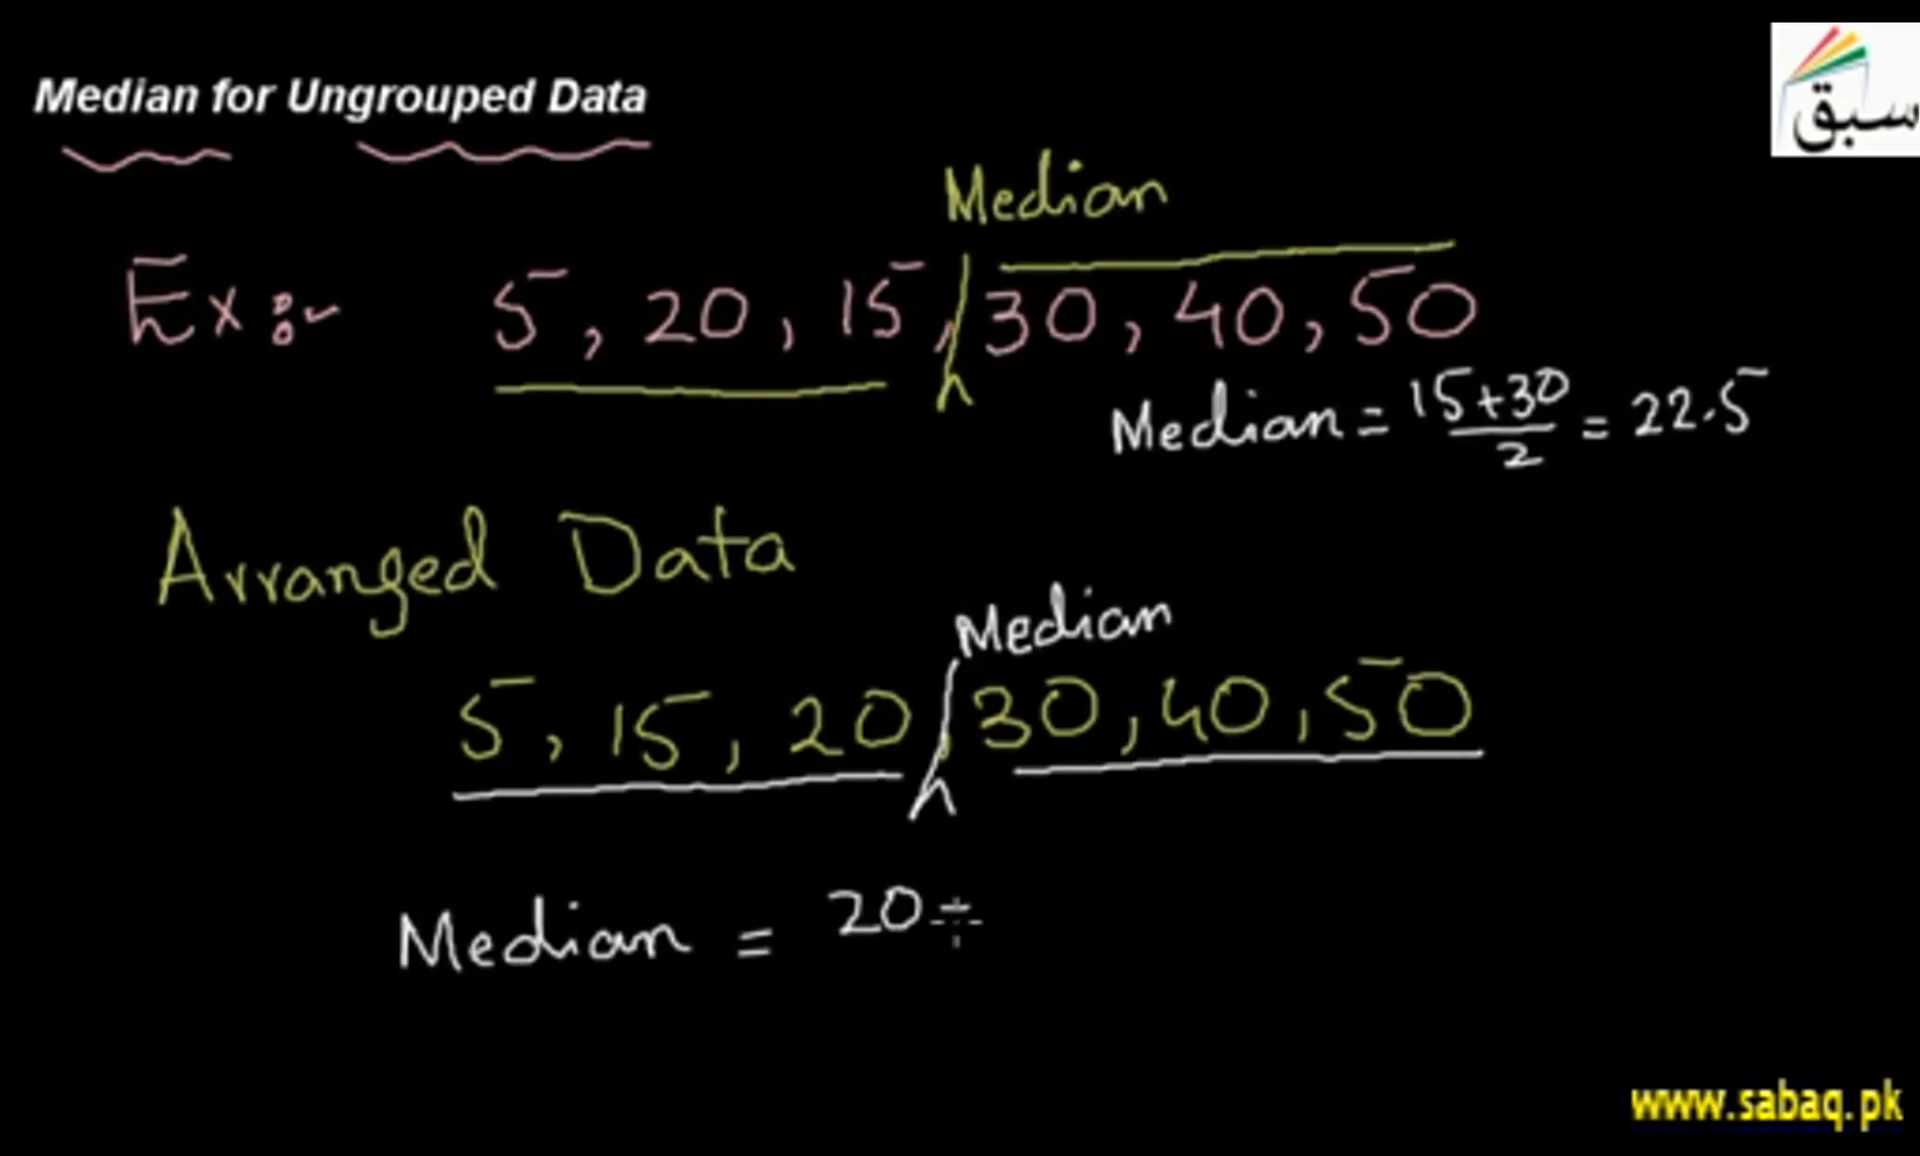 Median for Ungrouped Data
سبق
Median
Ex:- 5, 20, 15, 30, 40, 50
Median = 15+30/2 = 22.5
Arranged Data
Median
5, 15, 20, 30, 40, 50
Median = 20+
www.sabaq.pk